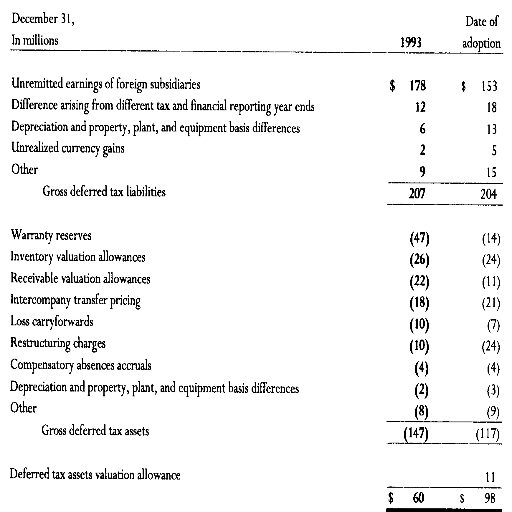 December 31, Date of
In millions 1993 adoption
Unremitted earnings of foreign subsidiaries $ 178 $ 153
Difference arising from different tax and financial reporting year ends 12 18
Depreciation and property, plant, and equipment basis differences 6 13
Unrealized currency gains 2 5
Other 9 15
Gross deferred tax liabilities 207 204
Warranty reserves (47) (14)
Inventory valuation allowances (26) (24)
Receivable valuation allowances (22) (11)
Intercompany transfer pricing (18) (21)
Loss carryforwards (10) (7)
Restructuring charges (10) (24)
Compensatory absences accruals (4) (4)
Depreciation and property, plant, and equipment basis differences (2) (3)
Other (8) (9)
Gross deferred tax assets (147) (117)
Deferred tax assets valuation allowance 11
$ 60 $ 98